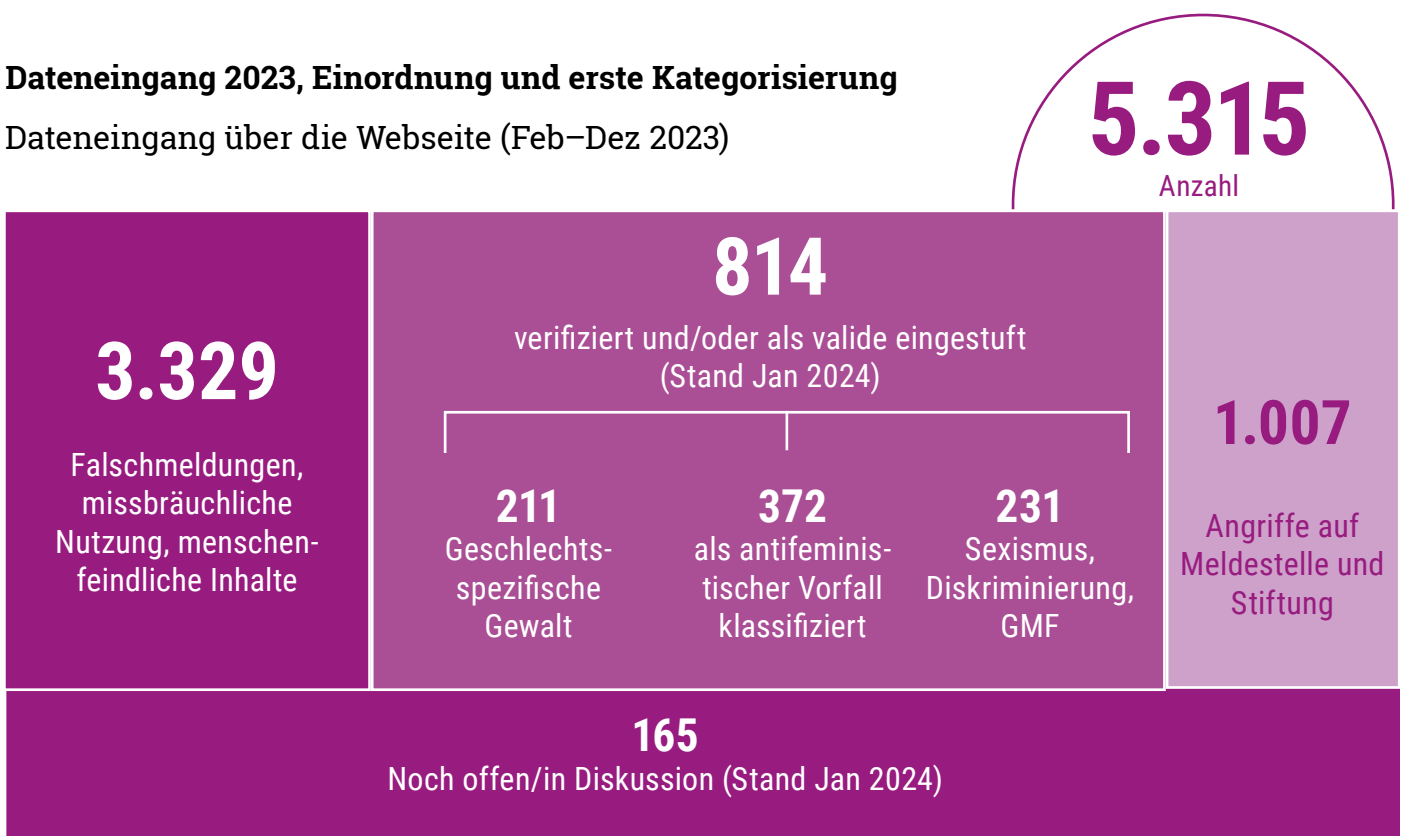 Dateneingang 2023, Einordnung und erste Kategorisierung
Dateneingang über die Webseite (Feb–Dez 2023)
5.315
Anzahl
3.329
Falschmeldungen,
missbräuchliche
Nutzung, menschen-
feindliche Inhalte
814
verifiziert und/oder als valide eingestuft
(Stand Jan 2024)
211
Geschlechts-
spezifische
Gewalt
372
als antifeminis-
tischer Vorfall
klassifiziert
231
Sexismus,
Diskriminierung,
GMF
1.007
Angriffe auf
Meldestelle und
Stiftung
165
Noch offen/in Diskussion (Stand Jan 2024)